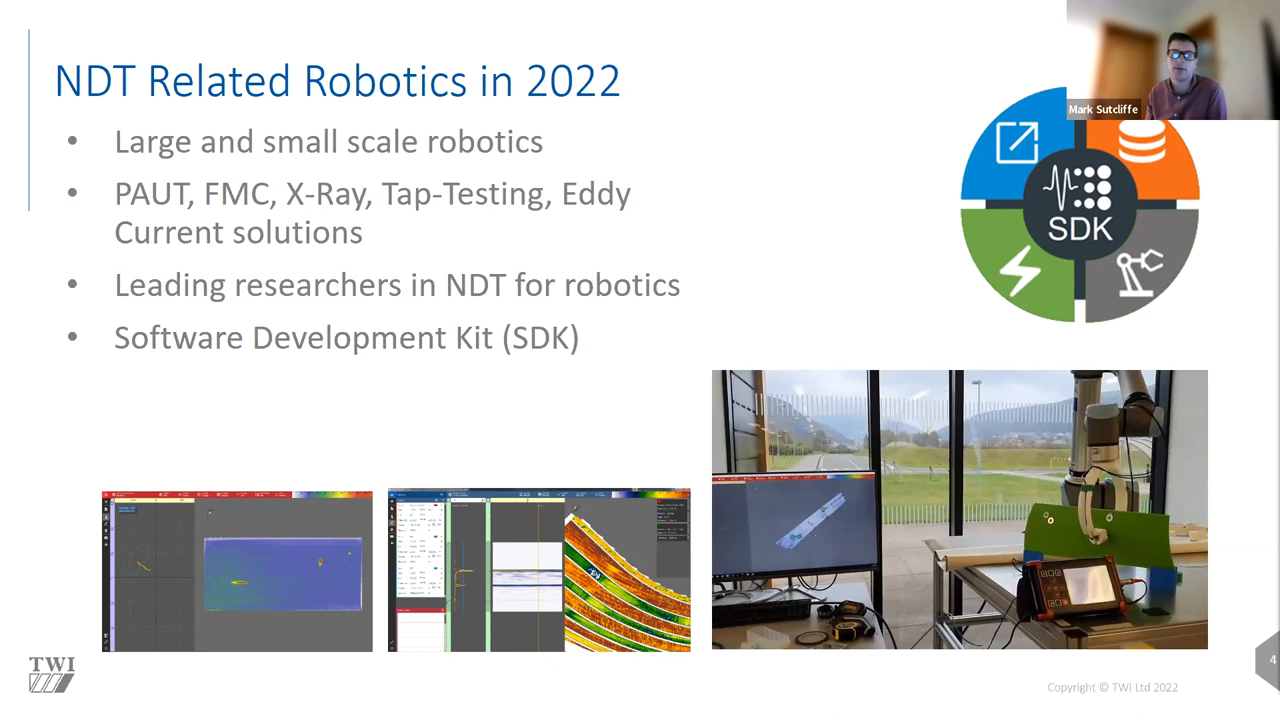 NDT Related Robotics in 2022
Mark Sutcliffe
• Large and small scale robotics
• PAUT, FMC, X-Ray, Tap-Testing, Eddy
Current solutions
• Leading researchers in NDT for robotics
• Software Development Kit (SDK)
SDK
TWI
4
Copyright © TWI Ltd 2022